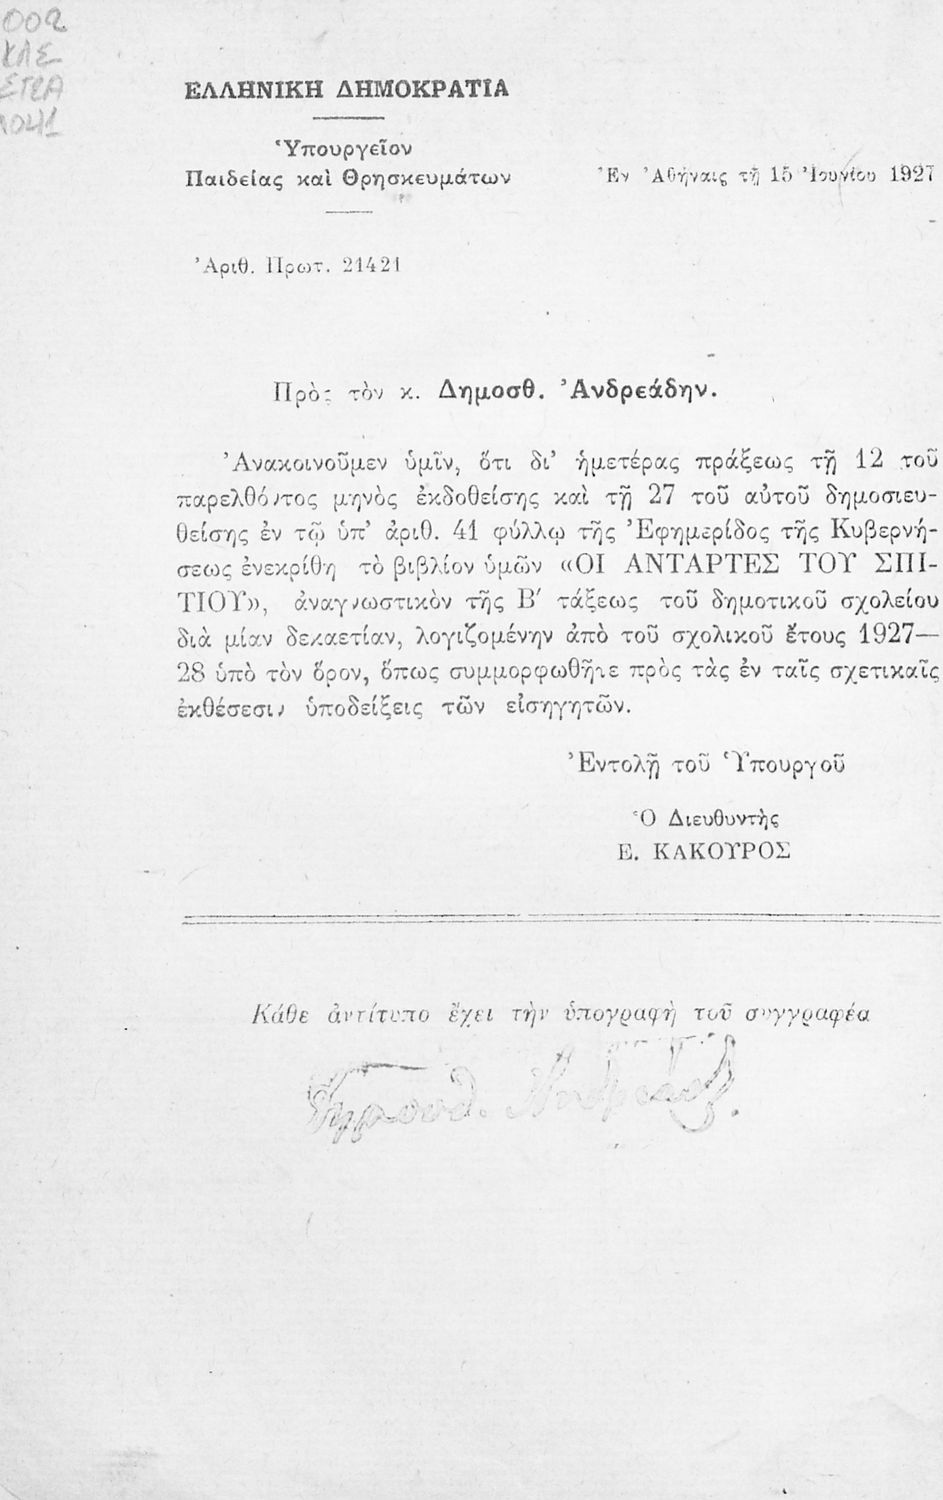 002
ΚΛΣ
ΣΤ2Α
1041
ΕΛΛΗΝΙΚΗ ΔΗΜΟΚΡΑΤΙΑ
Ὑπουργεῖον
Παιδείας καὶ Θρησκευμάτων
Ἐν Ἀθήναις τῇ 15 Ἰουνίου 1927
Ἀριθ. Πρωτ. 21421
Πρὸς τὸν κ. Δημοσθ. Ἀνδρεάδην.
Ἀνακοινοῦμεν ὑμῖν, ὅτι δι’ ἡμετέρας πράξεως τῇ 12 τοῦ
παρελθόντος μηνὸς ἐκδοθείσης καὶ τῇ 27 τοῦ αὐτοῦ δημοσιευ-
θείσης ἐν τῷ ὑπ’ ἀριθ. 41 φύλλῳ τῆς Ἐφημερίδος τῆς Κυβερνή-
σεως ἐνεκρίθη τὸ βιβλίον ὑμῶν «ΟΙ ΑΝΤΑΡΤΕΣ ΤΟΥ ΣΠΙ-
ΤΙΟΥ», ἀναγνωστικὸν τῆς Β′ τάξεως τοῦ δημοτικοῦ σχολείου
διὰ μίαν δεκαετίαν, λογιζομένην ἀπὸ τοῦ σχολικοῦ ἔτους 1927—
28 ὑπὸ τὸν ὅρον, ὅπως συμμορφωθῆτε πρὸς τὰς ἐν ταῖς σχετικαῖς
ἐκθέσεσιν ὑποδείξεις τῶν εἰσηγητῶν.
Ἐντολῇ τοῦ Ὑπουργοῦ
Ὁ Διευθυντὴς
Ε. ΚΑΚΟΥΡΟΣ
Κάθε ἀντίτυπο ἔχει τὴν ὑπογραφὴ τοῦ συγγραφέα